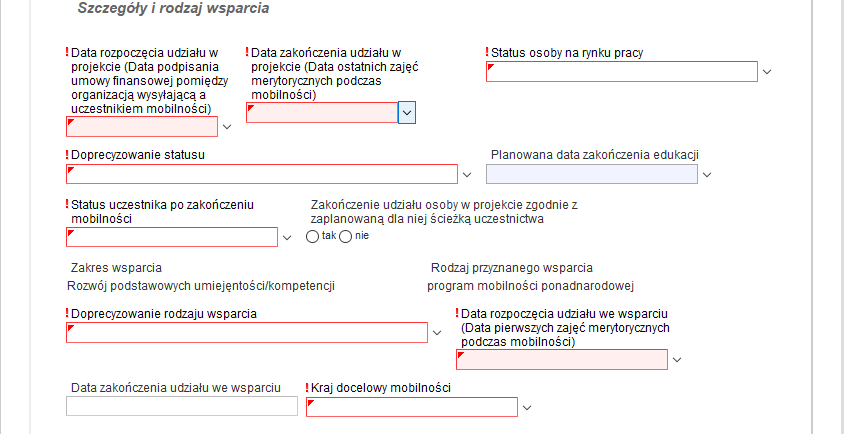 Szczegóły i rodzaj wsparcia
! Data rozpoczęcia udziału w
projekcie (Data podpisania
umowy finansowej pomiędzy
organizacją wysyłającą a
uczestnikiem mobilności)
! Data zakończenia udziału w
projekcie (Data ostatnich zajęć
merytorycznych podczas
mobilności)
! Status osoby na rynku pracy
! Doprecyzowanie statusu
Planowana data zakończenia edukacji
! Status uczestnika po zakończeniu
mobilności
Zakończenie udziału osoby w projekcie zgodnie z
zaplanowaną dla niej ścieżką uczestnictwa
tak nie
Zakres wsparcia
Rozwój podstawowych umiejęntości/kompetencji
Rodzaj przyznanego wsparcia
program mobilności ponadnarodowej
! Doprecyzowanie rodzaju wsparcia
! Data rozpoczęcia udziału we wsparciu
(Data pierwszych zajęć merytorycznych
podczas mobilności)
Data zakończenia udziału we wsparciu
! Kraj docelowy mobilności